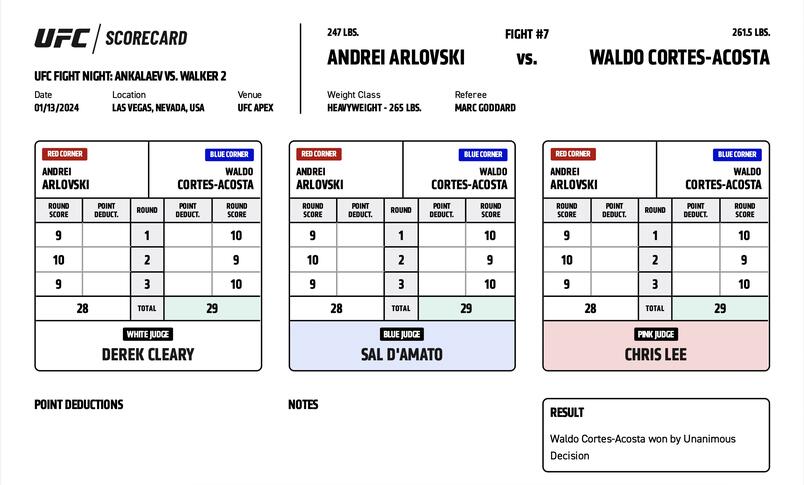 UFC SCORECARD
UFC FIGHT NIGHT: ANKALAEV VS. WALKER 2
Date Location Venue
01/13/2024 LAS VEGAS, NEVADA, USA UFC APEX
247 LBS. FIGHT #7 261.5 LBS.
ANDREI ARLOVSKI VS. WALDO CORTES-ACOSTA
Weight Class Referee
HEAVYWEIGHT - 265 LBS. MARC GODDARD
RED CORNER BLUE CORNER
ANDREI WALDO
ARLOVSKI CORTES-ACOSTA
ROUND POINT ROUND POINT ROUND
SCORE DEDUCT. DEDUCT. SCORE
9 1 10
10 2 9
9 3 10
28 TOTAL 29
WHITE JUDGE
DEREK CLEARY
RED CORNER BLUE CORNER
ANDREI WALDO
ARLOVSKI CORTES-ACOSTA
ROUND POINT ROUND POINT ROUND
SCORE DEDUCT. DEDUCT. SCORE
9 1 10
10 2 9
9 3 10
28 TOTAL 29
BLUE JUDGE
SAL D'AMATO
RED CORNER BLUE CORNER
ANDREI WALDO
ARLOVSKI CORTES-ACOSTA
ROUND POINT ROUND POINT ROUND
SCORE DEDUCT. DEDUCT. SCORE
9 1 10
10 2 9
9 3 10
28 TOTAL 29
PINK JUDGE
CHRIS LEE
POINT DEDUCTIONS
NOTES
RESULT
Waldo Cortes-Acosta won by Unanimous
Decision